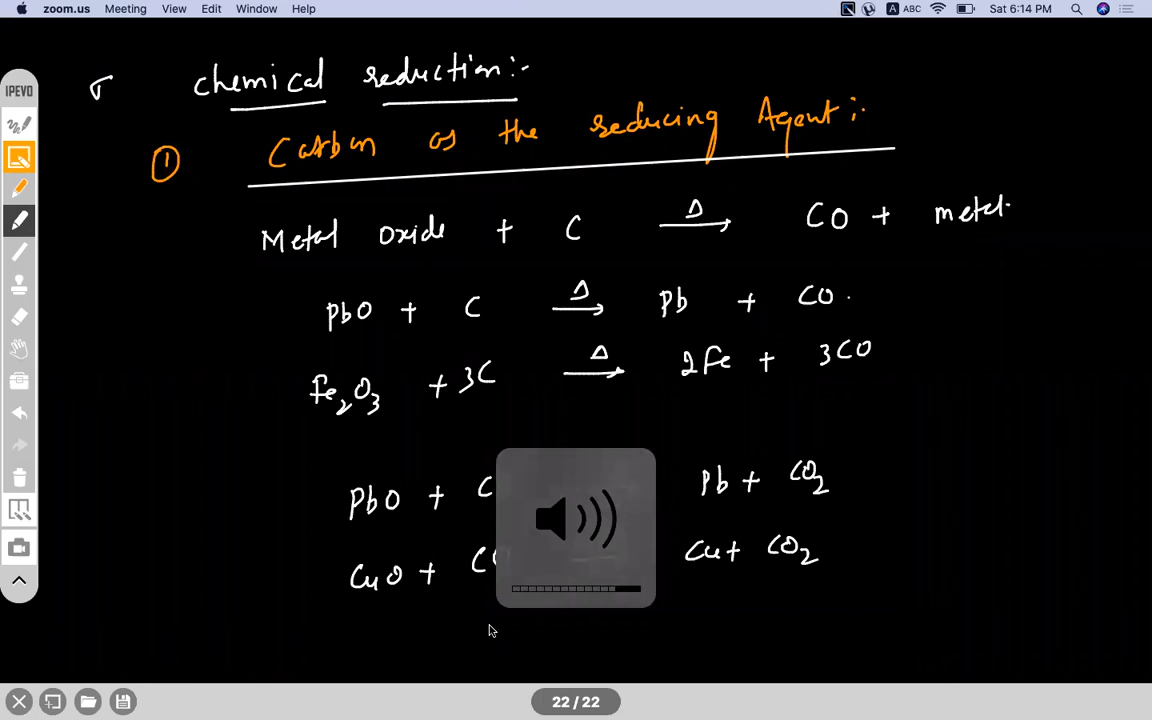 zoom.us Meeting View Edit Window Help A ABC Sat 6:14 PM
IPEVO
chemical reduction:-
① Carbon as the reducing Agent:-
Metal Oxide + C Δ→ CO + metal.
PbO + C Δ→ Pb + CO.
Fe₂O₃ + 3C Δ→ 2Fe + 3CO
PbO + C Pb + CO₂
CuO + CO Cu + CO₂
22 / 22